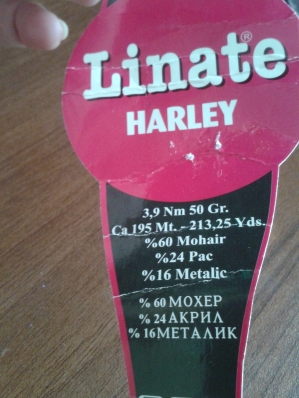 Linate®
HARLEY
3,9 Nm 50 Gr.
Ca 195 Mt. - 213,25 Yds.
%60 Mohair
%24 Pac
%16 Metalic
% 60 МОХЕР
% 24 АКРИЛ
% 16 МЕТАЛИК